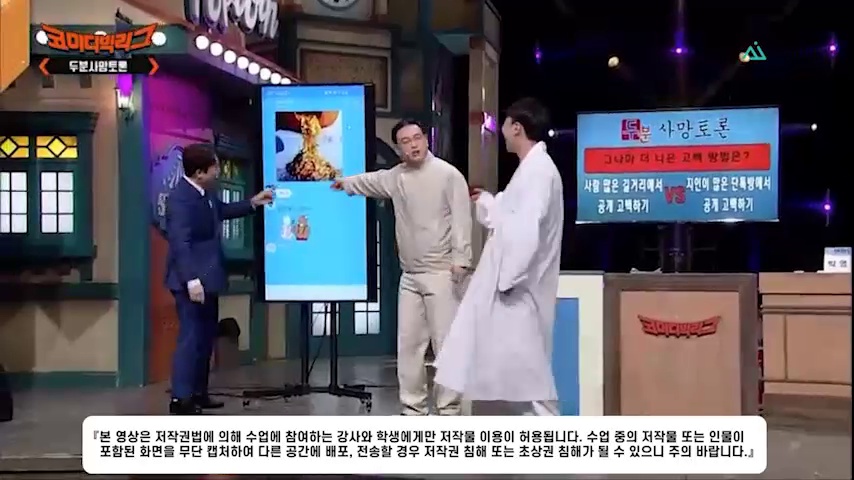 Popcorn
코미디빅리그
두분사망토론
두분 사망토론
그나마 더 나은 고백 방법은?
사람 많은 길거리에서
공개 고백하기
VS
지인이 많은 단톡방에서
공개 고백하기
코미디빅리그
『본 영상은 저작권법에 의해 수업에 참여하는 강사와 학생에게만 저작물 이용이 허용됩니다. 수업 중의 저작물 또는 인물이
포함된 화면을 무단 캡처하여 다른 공간에 배포, 전송할 경우 저작권 침해 또는 초상권 침해가 될 수 있으니 주의 바랍니다.』